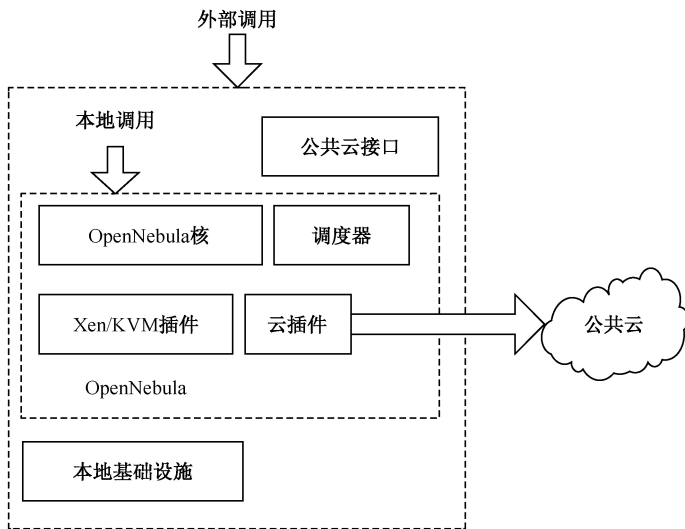 外部调用
本地调用
公共云接口
OpenNebula核
调度器
Xen/KVM插件
云插件
公共云
OpenNebula
本地基础设施